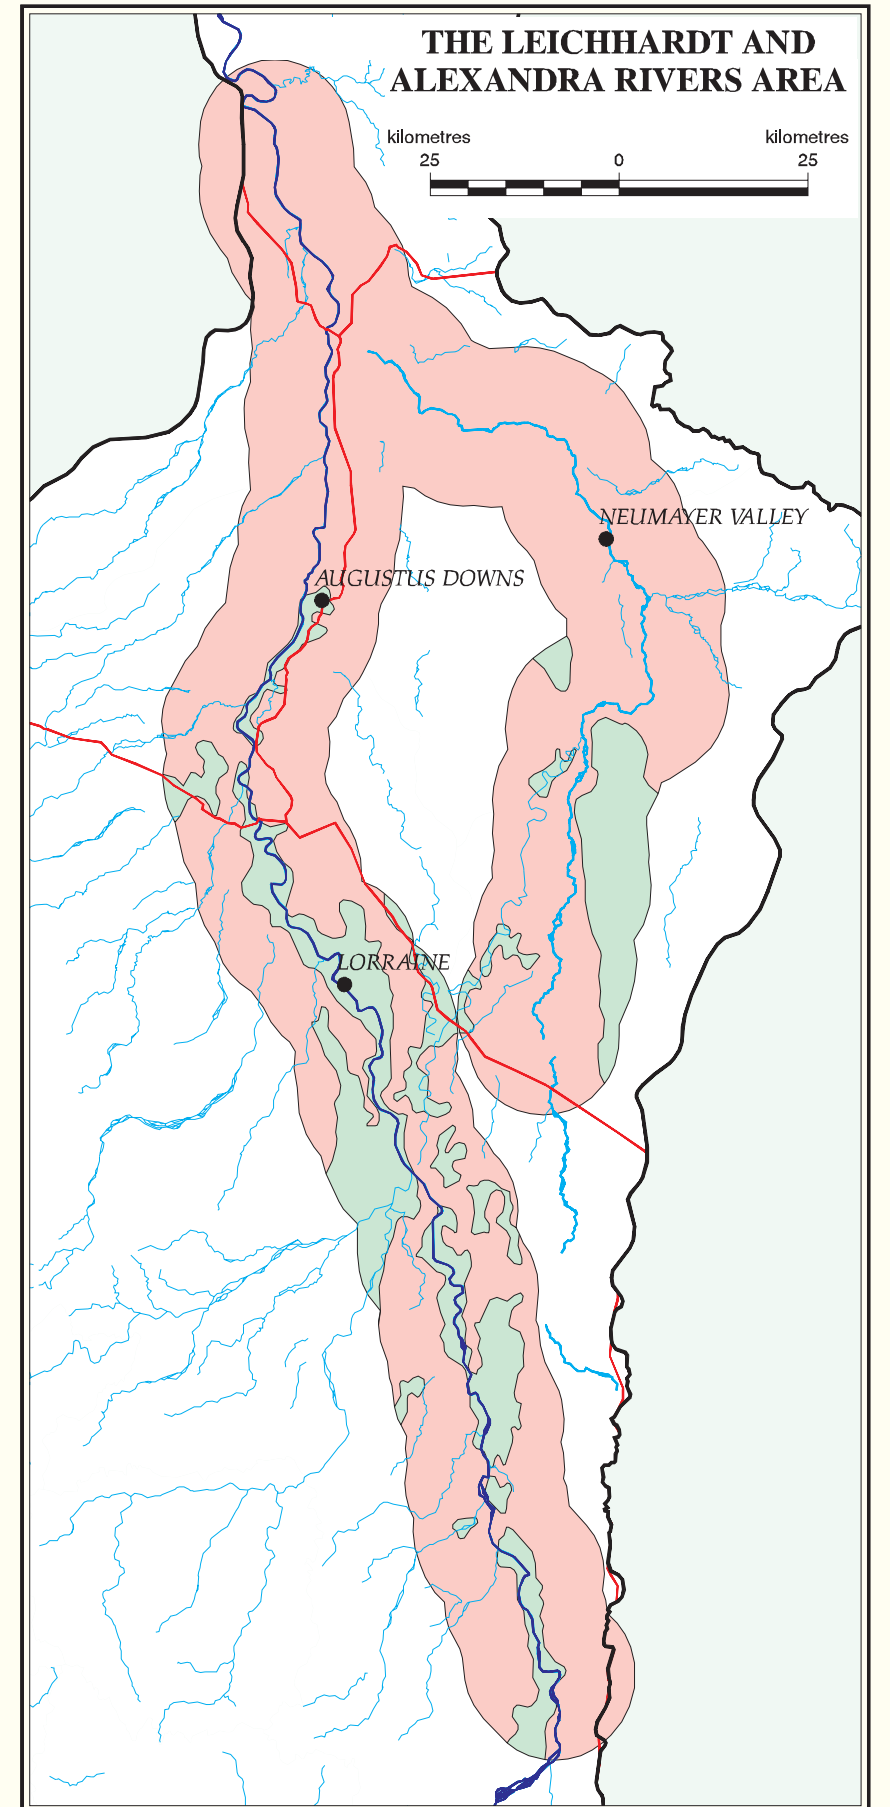 THE LEICHHARDT AND
ALEXANDRA RIVERS AREA
kilometres kilometres
25 0 25
NEUMAYER VALLEY
AUGUSTUS DOWNS
LORRAINE